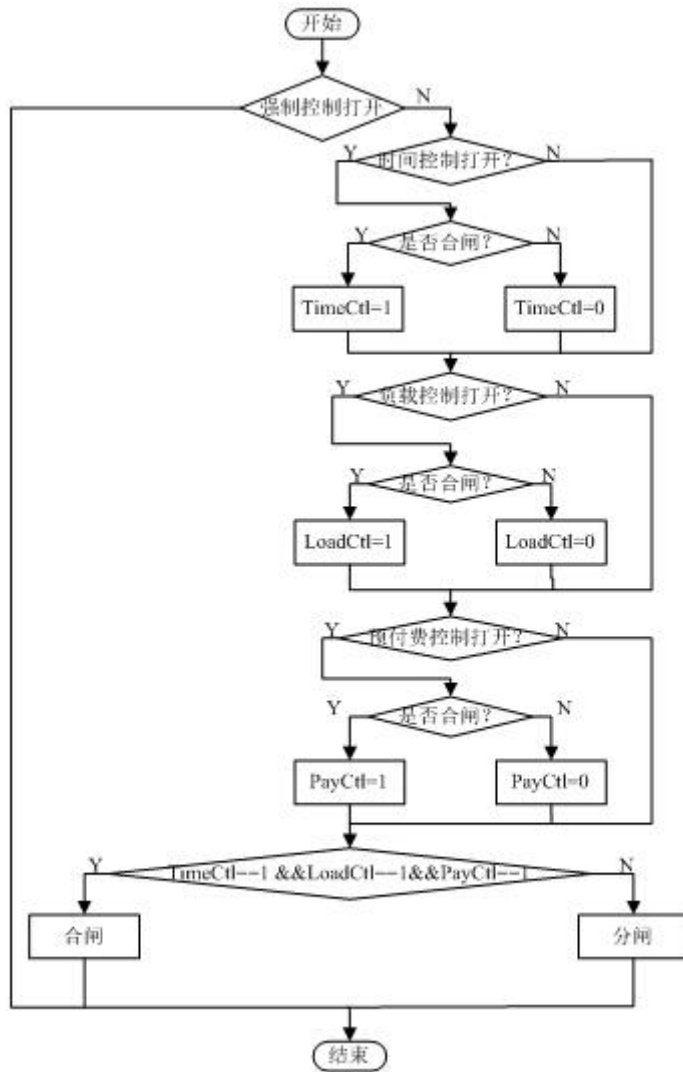 开始
强制控制打开
N
Y
时间控制打开?
N
Y
是否合闸?
N
TimeCtl=1
TimeCtl=0
Y
负载控制打开?
N
Y
是否合闸?
N
LoadCtl=1
LoadCtl=0
Y
预付费控制打开?
N
Y
是否合闸?
N
PayCtl=1
PayCtl=0
Y
TimeCtl==1 &&LoadCtl==1&&PayCtl==1
N
合闸
分闸
结束